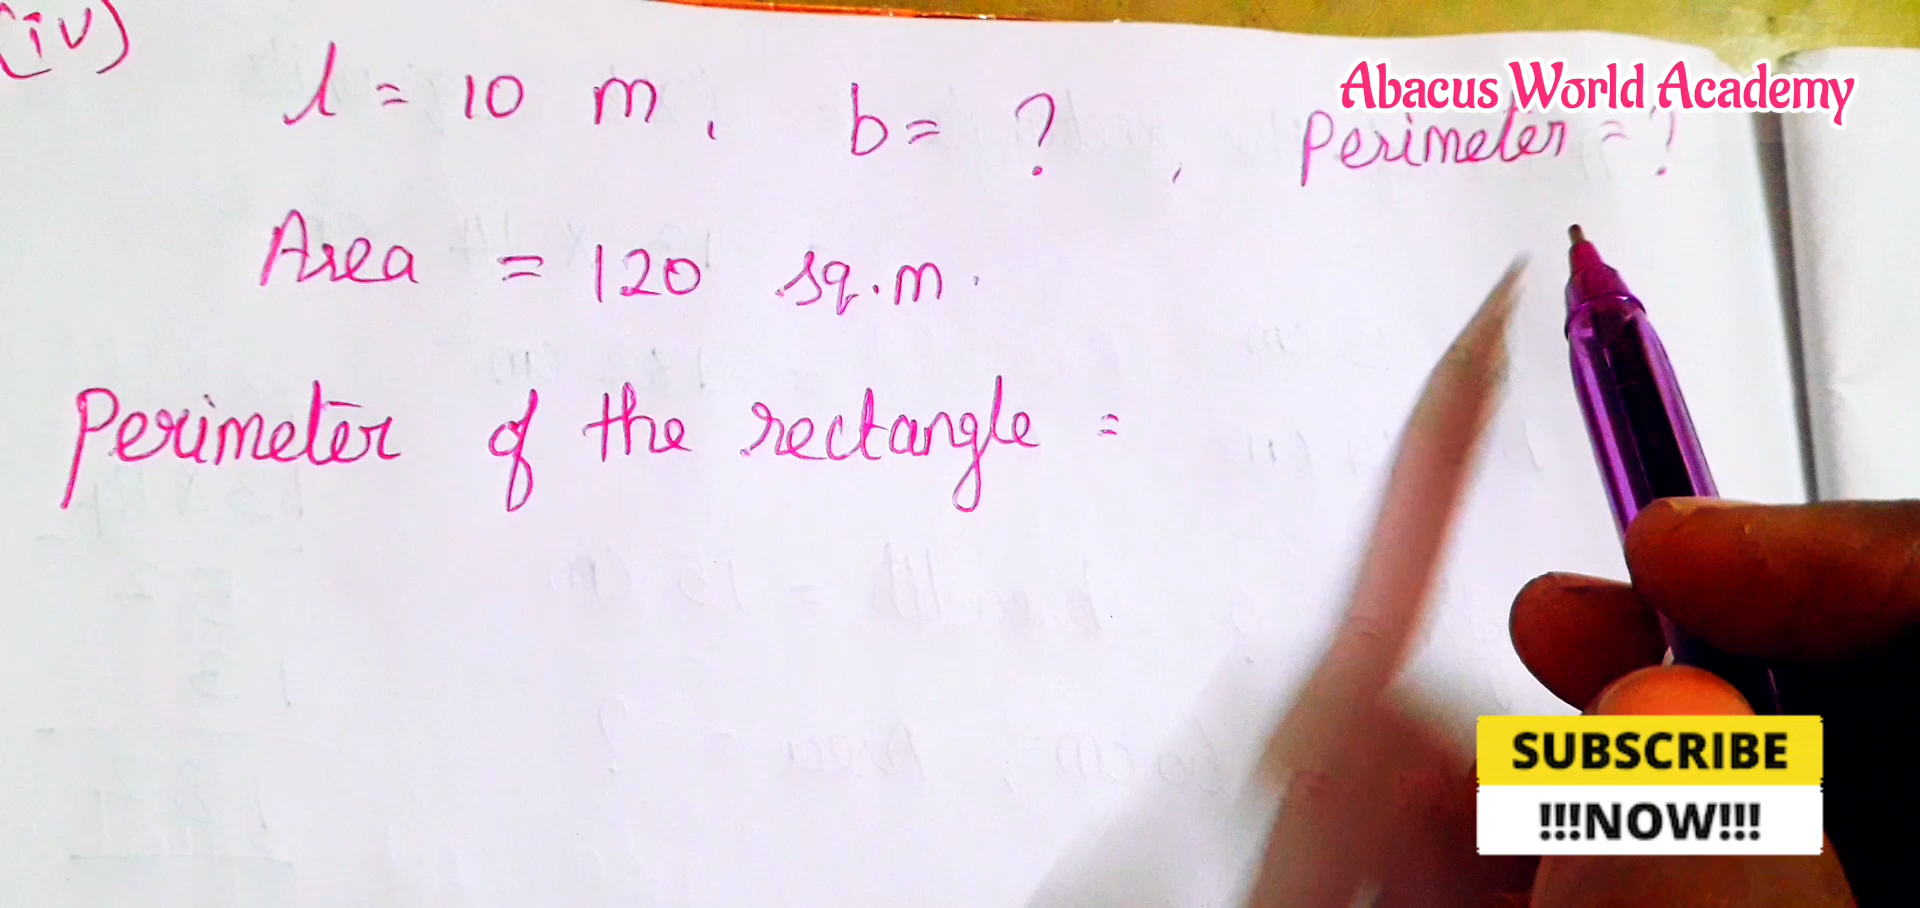 (iv)
l = 10 m, b = ?, Perimeter = ?
Abacus World Academy
Area = 120 sq.m.
Perimeter of the rectangle =
SUBSCRIBE
!!!NOW!!!